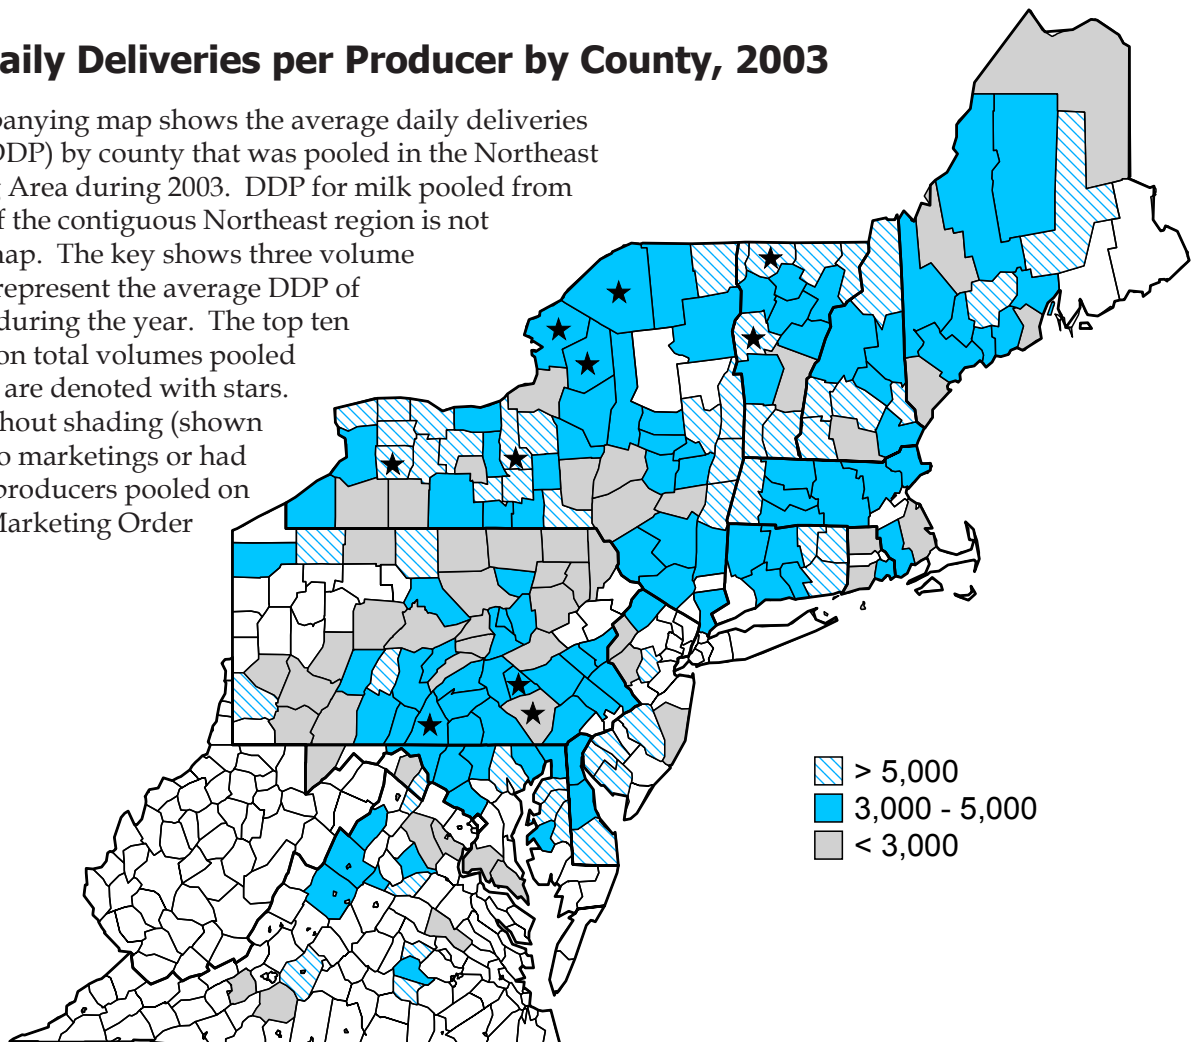 aily Deliveries per Producer by County, 2003
panying map shows the average daily deliveries
DDP) by county that was pooled in the Northeast
Area during 2003. DDP for milk pooled from
f the contiguous Northeast region is not
ap. The key shows three volume
represent the average DDP of
during the year. The top ten
on total volumes pooled
are denoted with stars.
hout shading (shown
o marketings or had
producers pooled on
Marketing Order
> 5,000
3,000 - 5,000
< 3,000